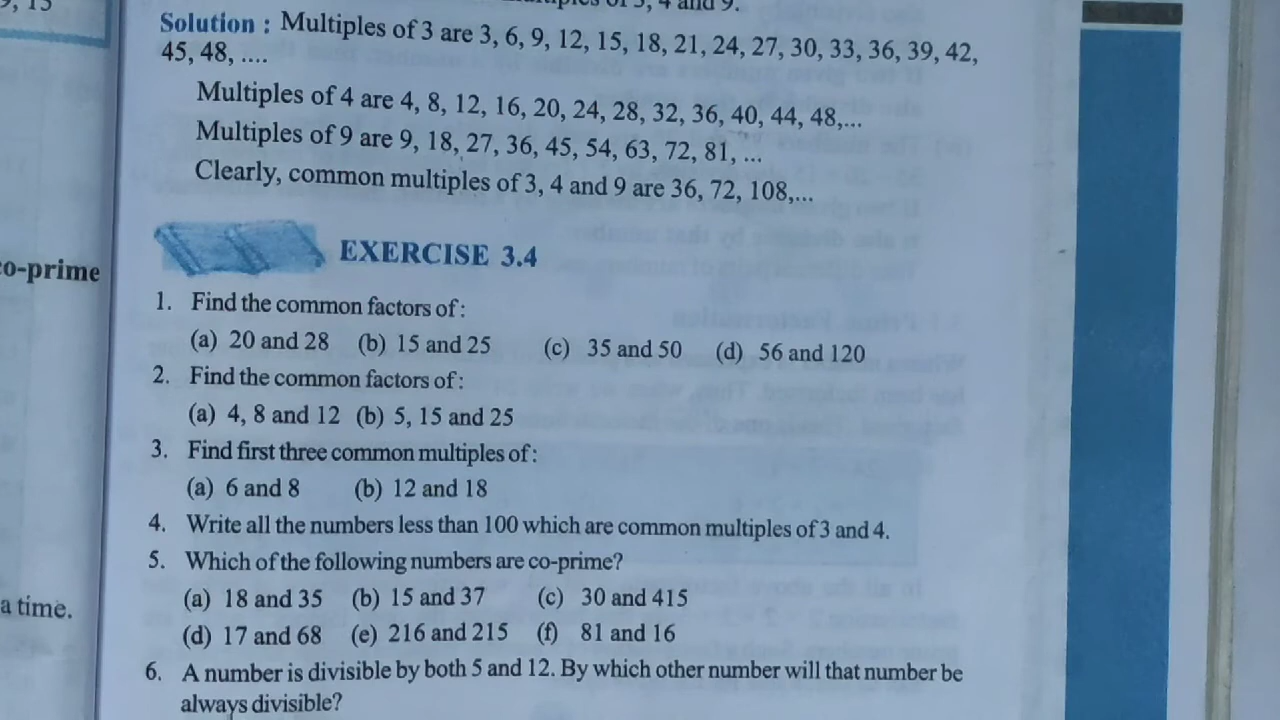 9, 15
multiples of 3, 4 and 9.
Solution : Multiples of 3 are 3, 6, 9, 12, 15, 18, 21, 24, 27, 30, 33, 36, 39, 42,
45, 48, ....
Multiples of 4 are 4, 8, 12, 16, 20, 24, 28, 32, 36, 40, 44, 48,...
Multiples of 9 are 9, 18, 27, 36, 45, 54, 63, 72, 81, ...
Clearly, common multiples of 3, 4 and 9 are 36, 72, 108,...
EXERCISE 3.4
co-prime
1. Find the common factors of :
(a) 20 and 28 (b) 15 and 25 (c) 35 and 50 (d) 56 and 120
2. Find the common factors of :
(a) 4, 8 and 12 (b) 5, 15 and 25
3. Find first three common multiples of :
(a) 6 and 8 (b) 12 and 18
4. Write all the numbers less than 100 which are common multiples of 3 and 4.
5. Which of the following numbers are co-prime?
(a) 18 and 35 (b) 15 and 37 (c) 30 and 415
a time.
(d) 17 and 68 (e) 216 and 215 (f) 81 and 16
6. A number is divisible by both 5 and 12. By which other number will that number be
always divisible?